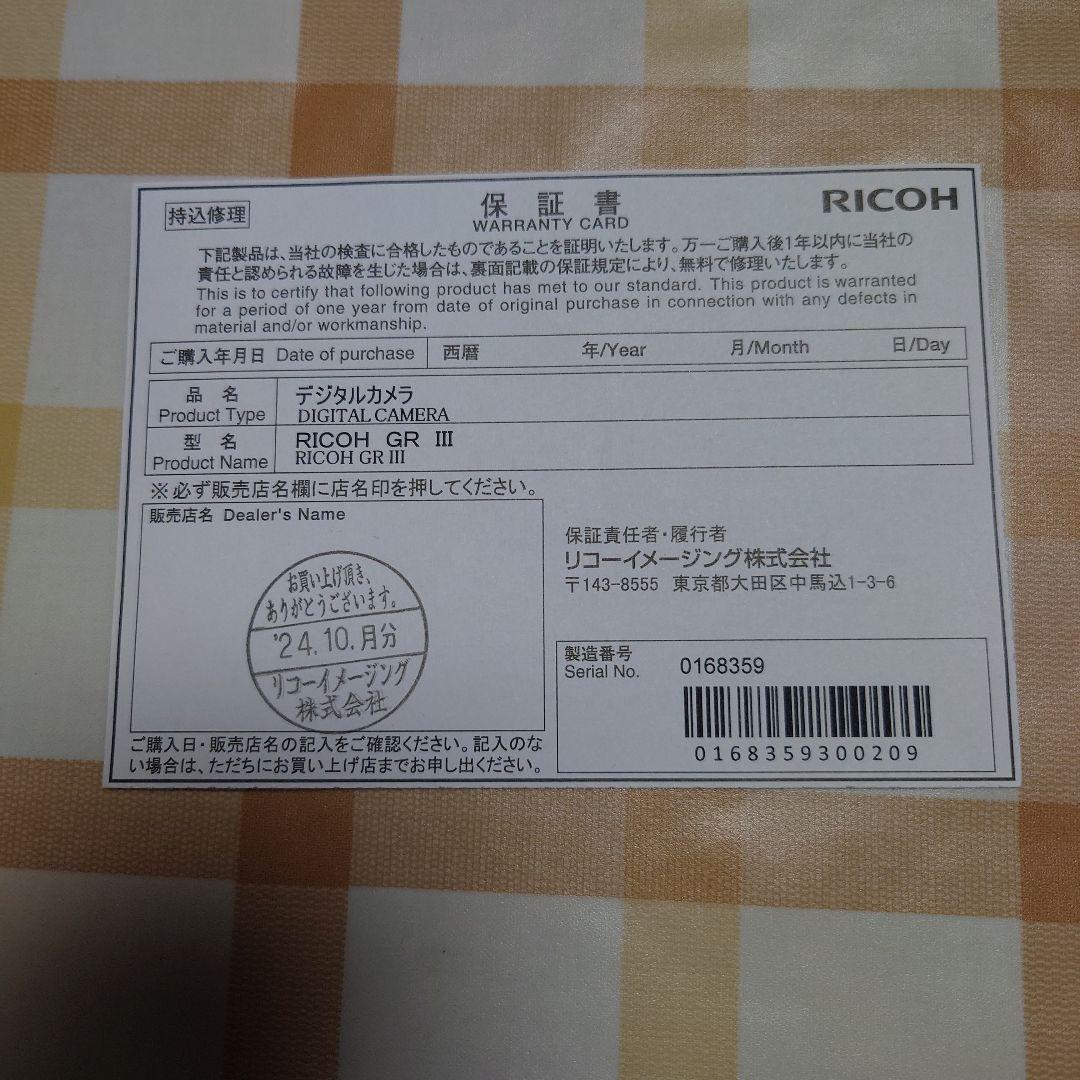 持込修理
保証書
RICOH
WARRANTY CARD
下記製品は、当社の検査に合格したものであることを証明いたします。万一ご購入後1年以内に当社の
責任と認められる故障を生じた場合は、裏面記載の保証規定により、無料で修理いたします。
This is to certify that following product has met to our standard. This product is warranted
for a period of one year from date of original purchase in connection with any defects in
material and/or workmanship.
ご購入年月日 Date of purchase 西暦 年/Year 月/Month 日/Day
品名 デジタルカメラ
Product Type DIGITAL CAMERA
型名 RICOH GR III
Product Name RICOH GR III
※必ず販売店名欄に店名印を押してください。
販売店名 Dealer's Name
お買い上げ頂き、
ありがとうございます。
'24.10.月分
リコーイメージング
株式会社
保証責任者・履行者
リコーイメージング株式会社
〒143-8555 東京都大田区中馬込1-3-6
製造番号
Serial No. 0168359
0168359300209
ご購入日・販売店名の記入をご確認ください。記入のな
い場合は、ただちにお買い上げ店までお申し出ください。